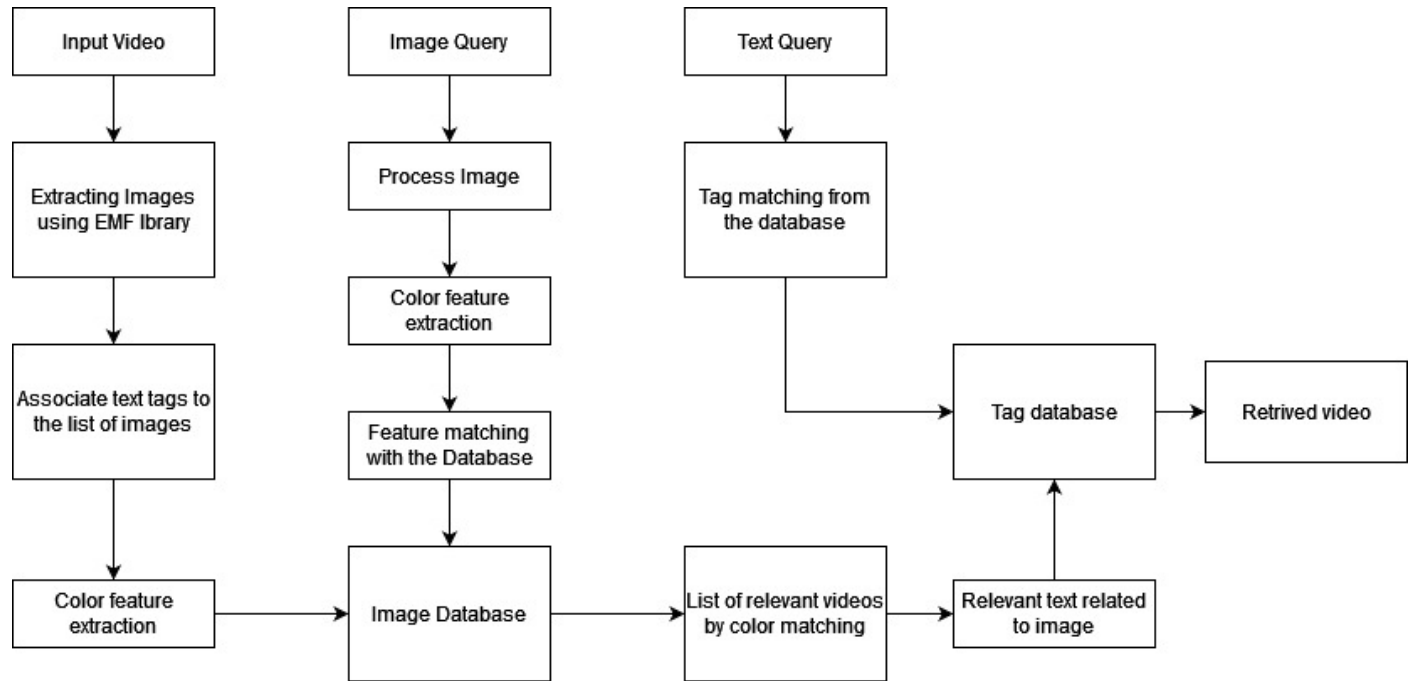 Input Video
Image Query
Text Query
Extracting Images
using EMF lbrary
Process Image
Tag matching from
the database
Color feature
extraction
Associate text tags to
the list of images
Feature matching
with the Database
Tag database
Retrived video
Color feature
extraction
Image Database
List of relevant videos
by color matching
Relevant text related
to image